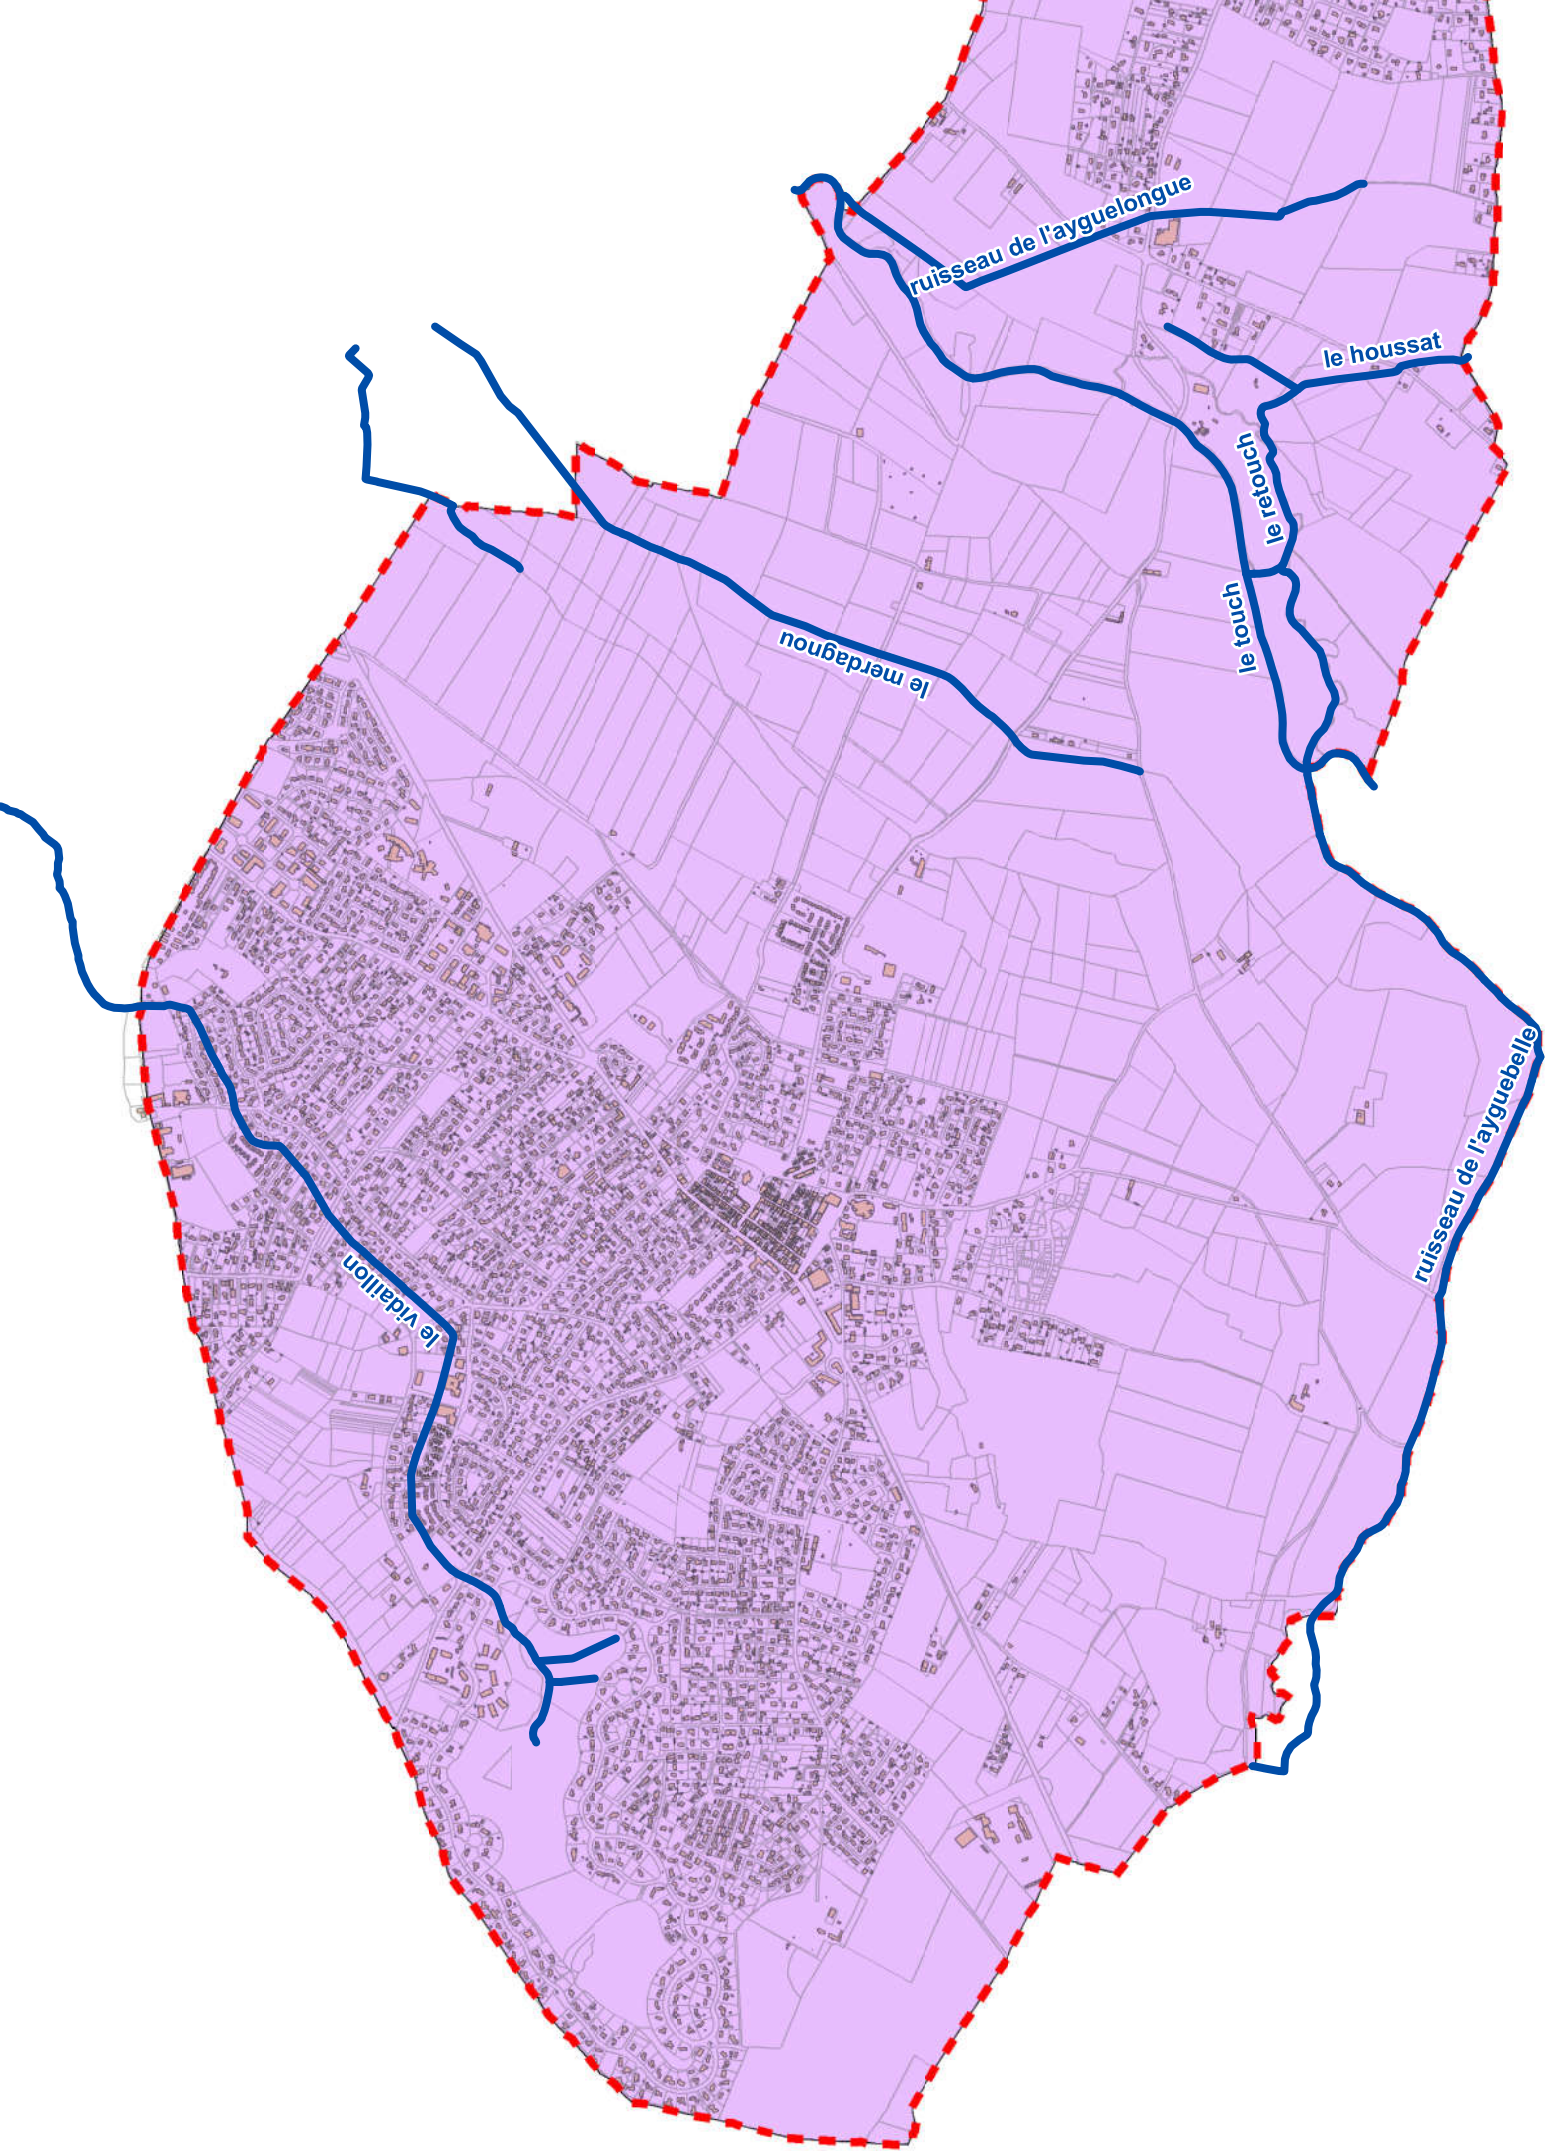 ruisseau de l'ayguelongue
le houssat
le retouch
le touch
le merdagnou
ruisseau de l'ayguebelle
le vidaillon